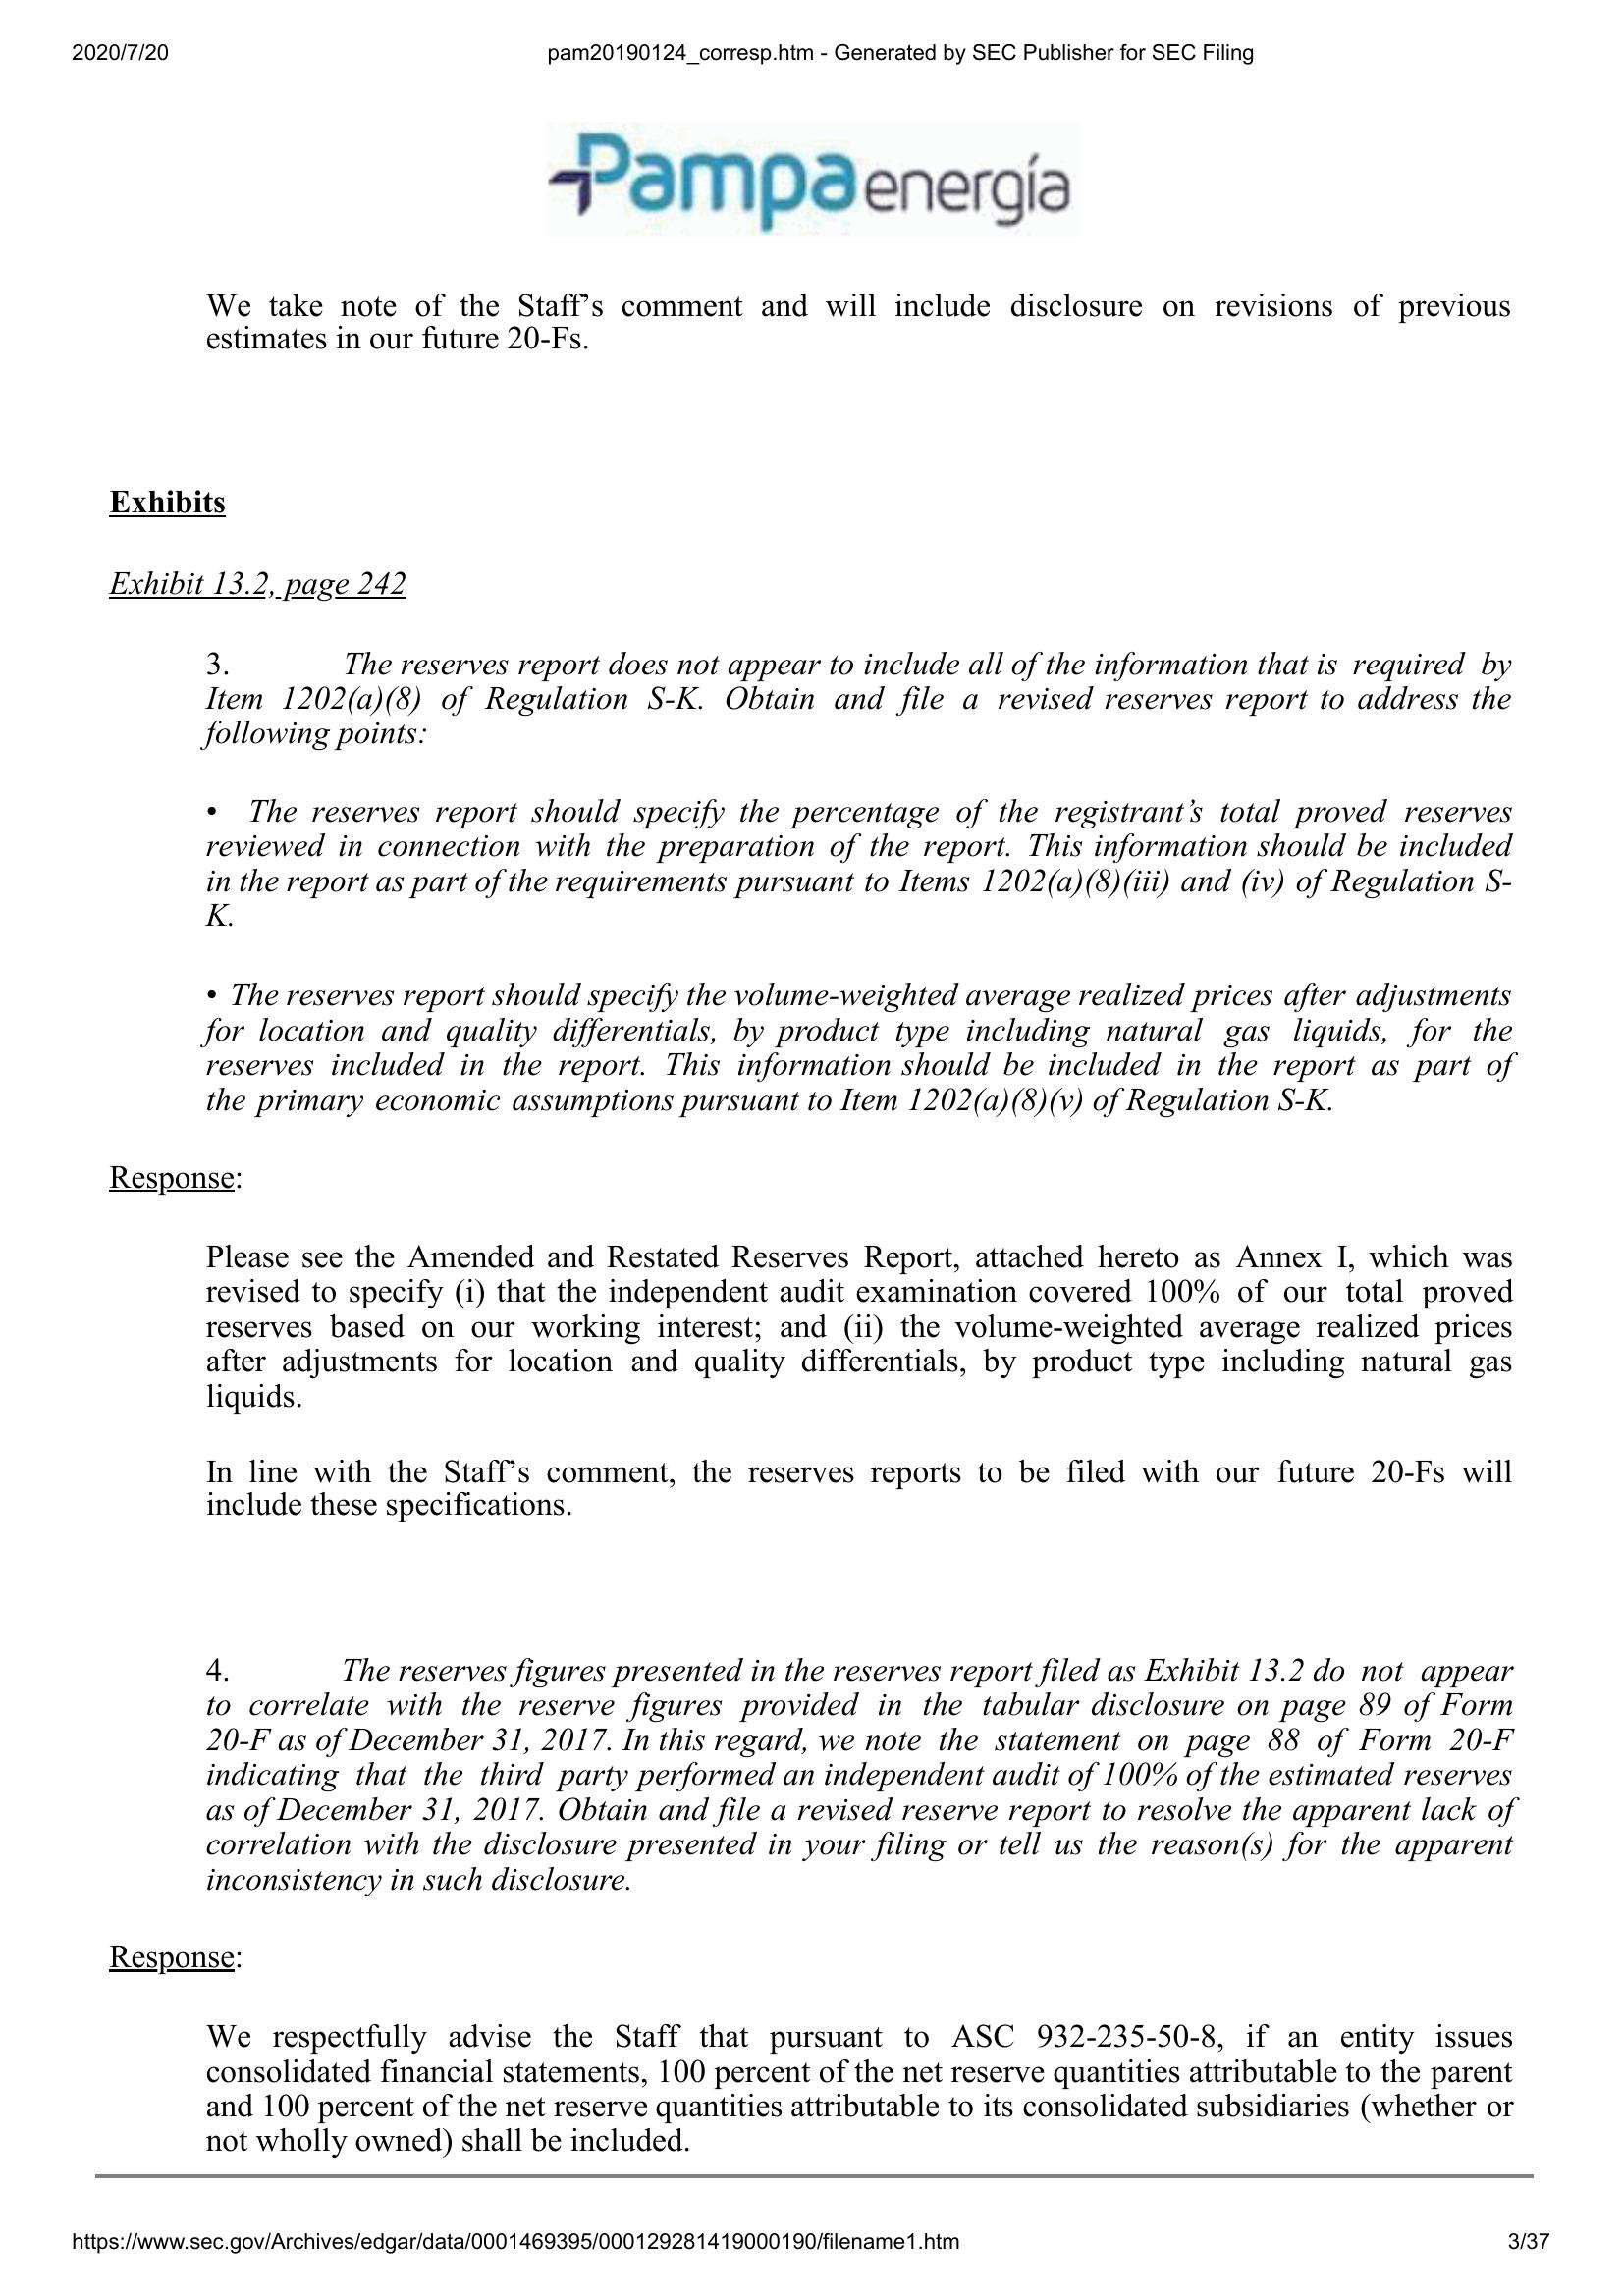 2020/7/20 pam20190124_corresp.htm - Generated by SEC Publisher for SEC Filing
Pampa energía
We take note of the Staff’s comment and will include disclosure on revisions of previous
estimates in our future 20-Fs.
Exhibits
Exhibit 13.2, page 242
3. The reserves report does not appear to include all of the information that is required by
Item 1202(a)(8) of Regulation S-K. Obtain and file a revised reserves report to address the
following points:
• The reserves report should specify the percentage of the registrant’s total proved reserves
reviewed in connection with the preparation of the report. This information should be included
in the report as part of the requirements pursuant to Items 1202(a)(8)(iii) and (iv) of Regulation S-
K.
• The reserves report should specify the volume-weighted average realized prices after adjustments
for location and quality differentials, by product type including natural gas liquids, for the
reserves included in the report. This information should be included in the report as part of
the primary economic assumptions pursuant to Item 1202(a)(8)(v) of Regulation S-K.
Response:
Please see the Amended and Restated Reserves Report, attached hereto as Annex I, which was
revised to specify (i) that the independent audit examination covered 100% of our total proved
reserves based on our working interest; and (ii) the volume-weighted average realized prices
after adjustments for location and quality differentials, by product type including natural gas
liquids.
In line with the Staff’s comment, the reserves reports to be filed with our future 20-Fs will
include these specifications.
4. The reserves figures presented in the reserves report filed as Exhibit 13.2 do not appear
to correlate with the reserve figures provided in the tabular disclosure on page 89 of Form
20-F as of December 31, 2017. In this regard, we note the statement on page 88 of Form 20-F
indicating that the third party performed an independent audit of 100% of the estimated reserves
as of December 31, 2017. Obtain and file a revised reserve report to resolve the apparent lack of
correlation with the disclosure presented in your filing or tell us the reason(s) for the apparent
inconsistency in such disclosure.
Response:
We respectfully advise the Staff that pursuant to ASC 932-235-50-8, if an entity issues
consolidated financial statements, 100 percent of the net reserve quantities attributable to the parent
and 100 percent of the net reserve quantities attributable to its consolidated subsidiaries (whether or
not wholly owned) shall be included.
https://www.sec.gov/Archives/edgar/data/0001469395/000129281419000190/filename1.htm 3/37